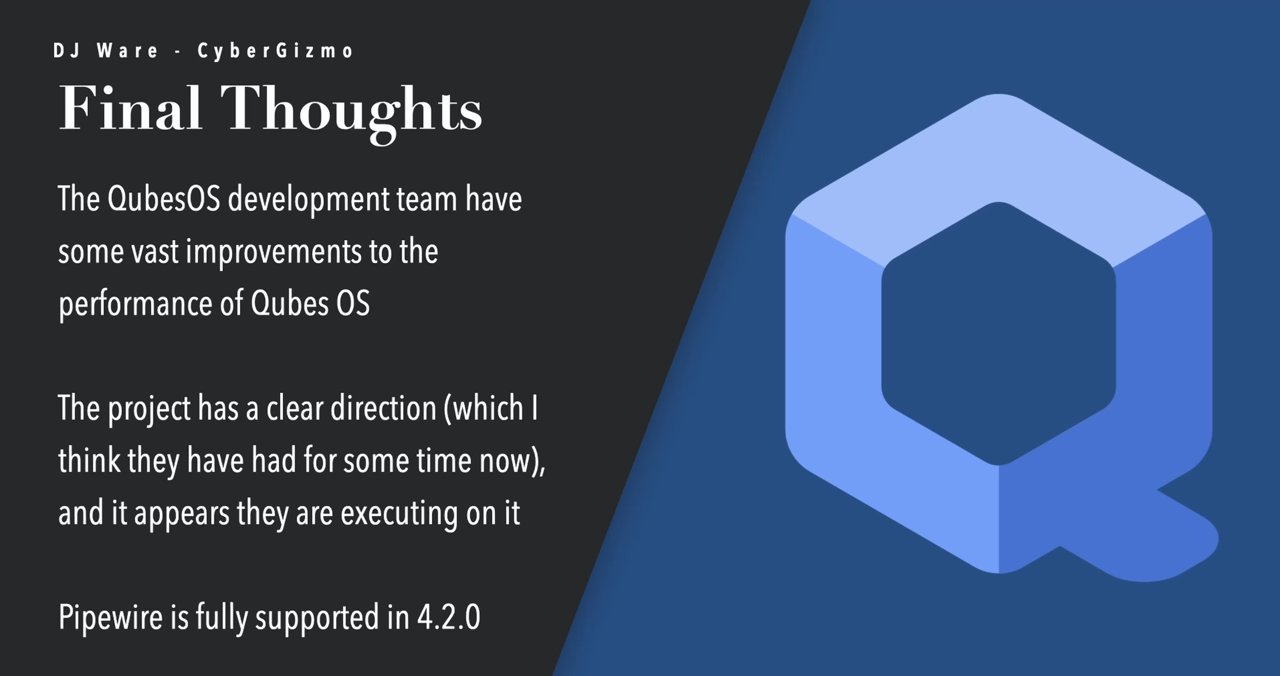 DJ Ware - CyberGizmo
Final Thoughts
The QubesOS development team have
some vast improvements to the
performance of Qubes OS
The project has a clear direction (which I
think they have had for some time now),
and it appears they are executing on it
Pipewire is fully supported in 4.2.0